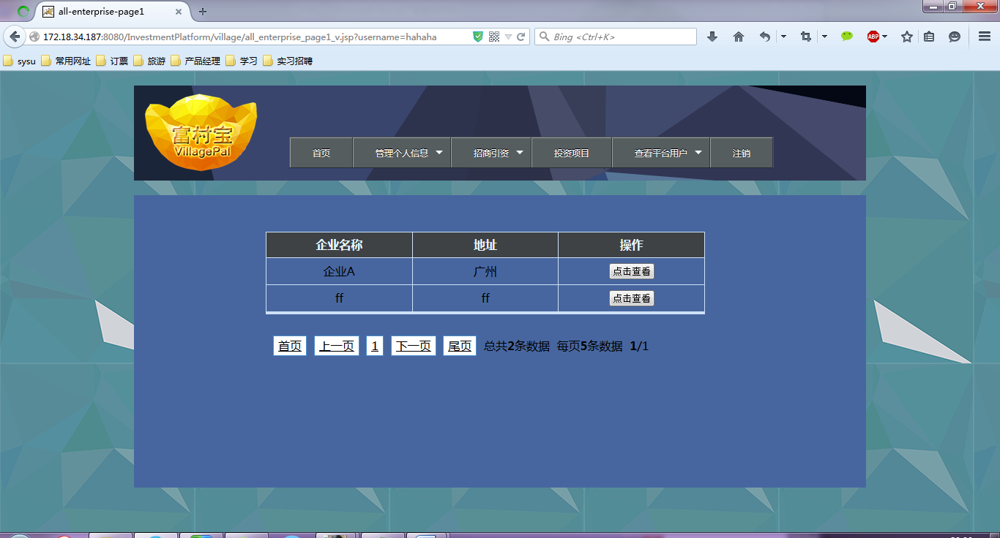 all-enterprise-page1
172.18.34.187:8080/InvestmentPlatform/village/all_enterprise_page1_v.jsp?username=hahaha
Bing <Ctrl+K>
ABP
sysu 常用网址 订票 旅游 产品经理 学习 实习招聘
富村宝
VillagePal
首页 管理个人信息 招商引资 投资项目 查看平台用户 注销
企业名称 地址 操作
企业A 广州 点击查看
ff ff 点击查看
首页 上一页 1 下一页 尾页 总共2条数据 每页5条数据 1/1